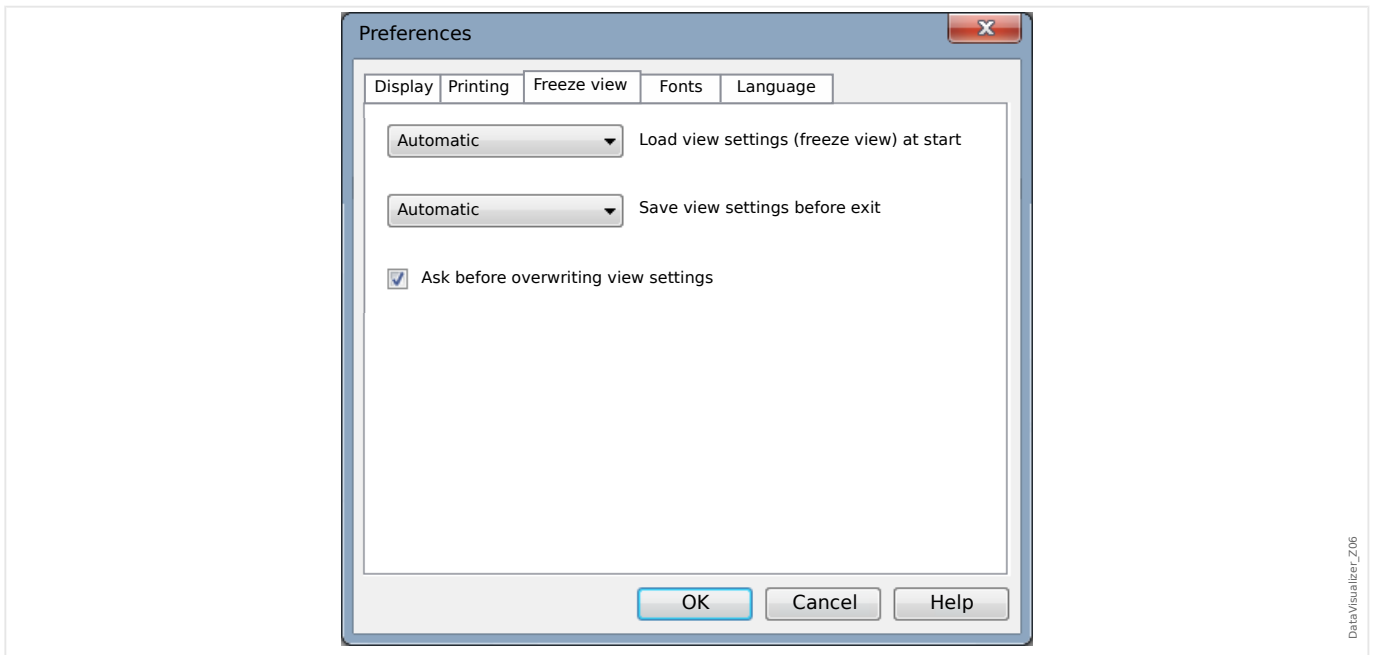 Preferences
Display Printing Freeze view Fonts Language
Automatic Load view settings (freeze view) at start
Automatic Save view settings before exit
Ask before overwriting view settings
OK Cancel Help
DataVisualizer_Z06